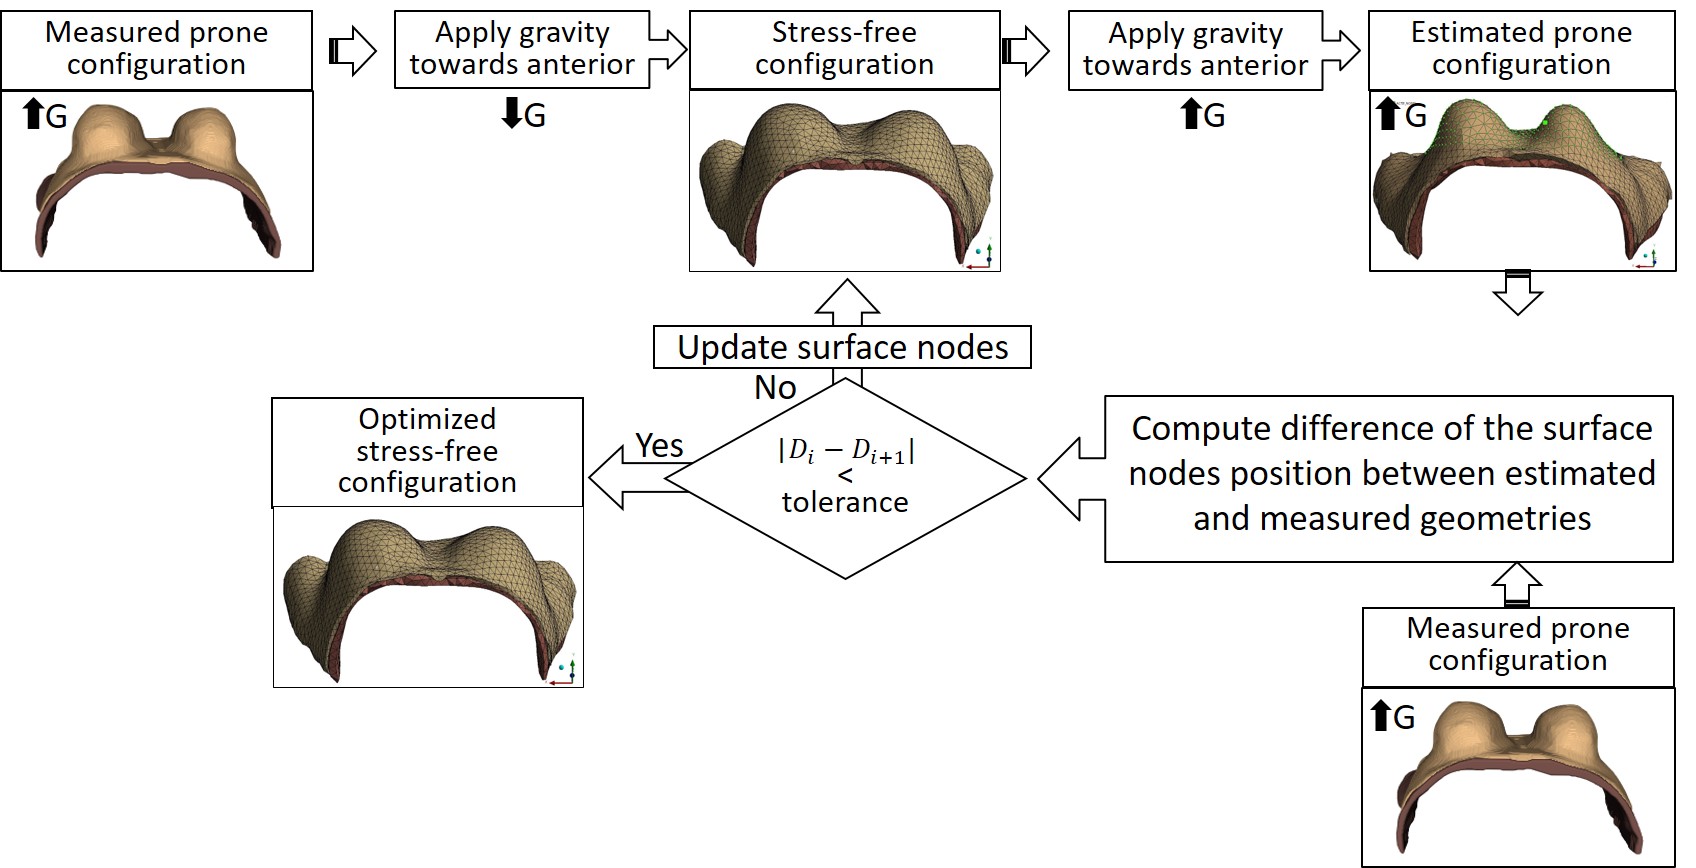 Measured prone
configuration
G
Apply gravity
towards anterior
G
Stress-free
configuration
Apply gravity
towards anterior
G
Estimated prone
configuration
G
Update surface nodes
No
|D_i − D_{i+1}|
<
tolerance
Yes
Optimized
stress-free
configuration
Compute difference of the surface
nodes position between estimated
and measured geometries
Measured prone
configuration
G